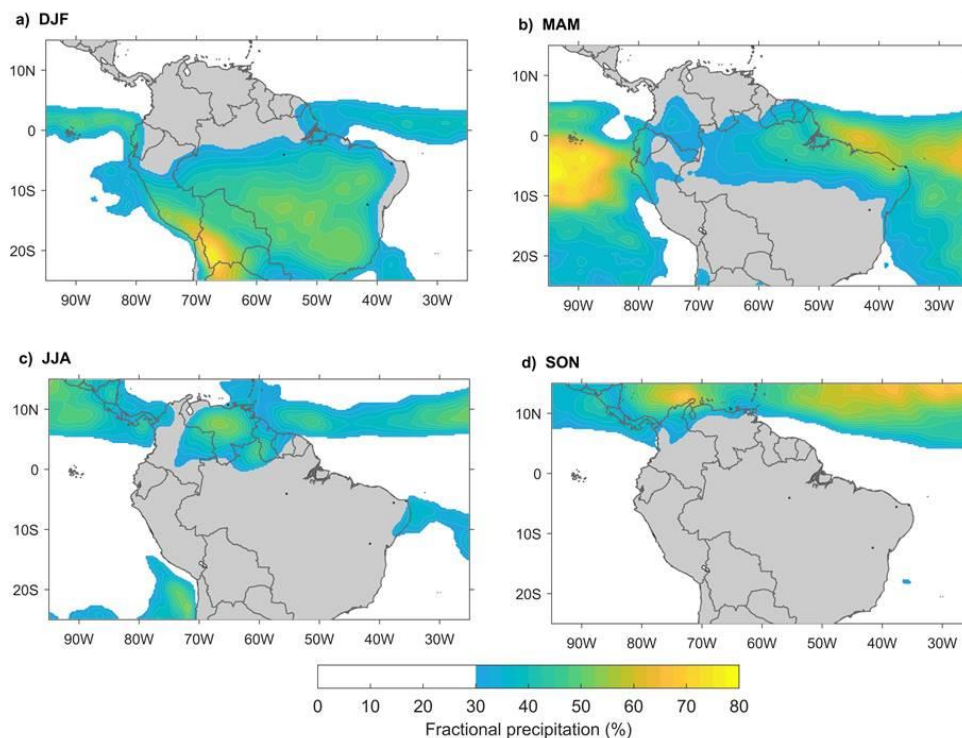 a) DJF
b) MAM
10N
0
10S
20S
90W 80W 70W 60W 50W 40W 30W
10N
0
10S
20S
90W 80W 70W 60W 50W 40W 30W
c) JJA
d) SON
10N
0
10S
20S
90W 80W 70W 60W 50W 40W 30W
10N
0
10S
20S
90W 80W 70W 60W 50W 40W 30W
0 10 20 30 40 50 60 70 80
Fractional precipitation (%)